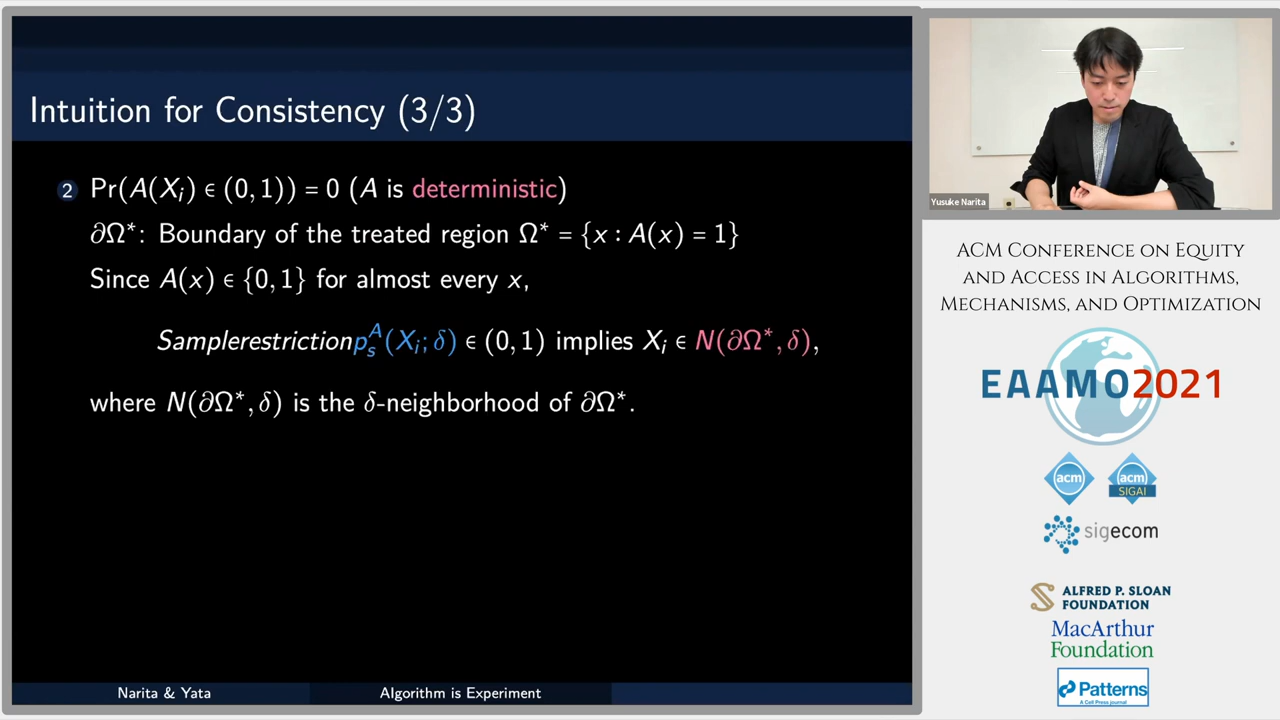 Intuition for Consistency (3/3)
2 Pr(A(Xᵢ) ∈ (0, 1)) = 0 (A is deterministic)
∂Ω*: Boundary of the treated region Ω* = {x : A(x) = 1}
Since A(x) ∈ {0, 1} for almost every x,
Samplerestrictionpₛᴬ(Xᵢ; δ) ∈ (0, 1) implies Xᵢ ∈ N(∂Ω*, δ),
where N(∂Ω*, δ) is the δ-neighborhood of ∂Ω*.
Narita & Yata
Algorithm is Experiment
Yusuke Narita
ACM Conference on Equity
and Access in Algorithms,
Mechanisms, and Optimization
EAAMO2021
acm
acm
SIGAI
sigecom
ALFRED P. SLOAN
FOUNDATION
MacArthur
Foundation
Patterns
A Cell Press journal